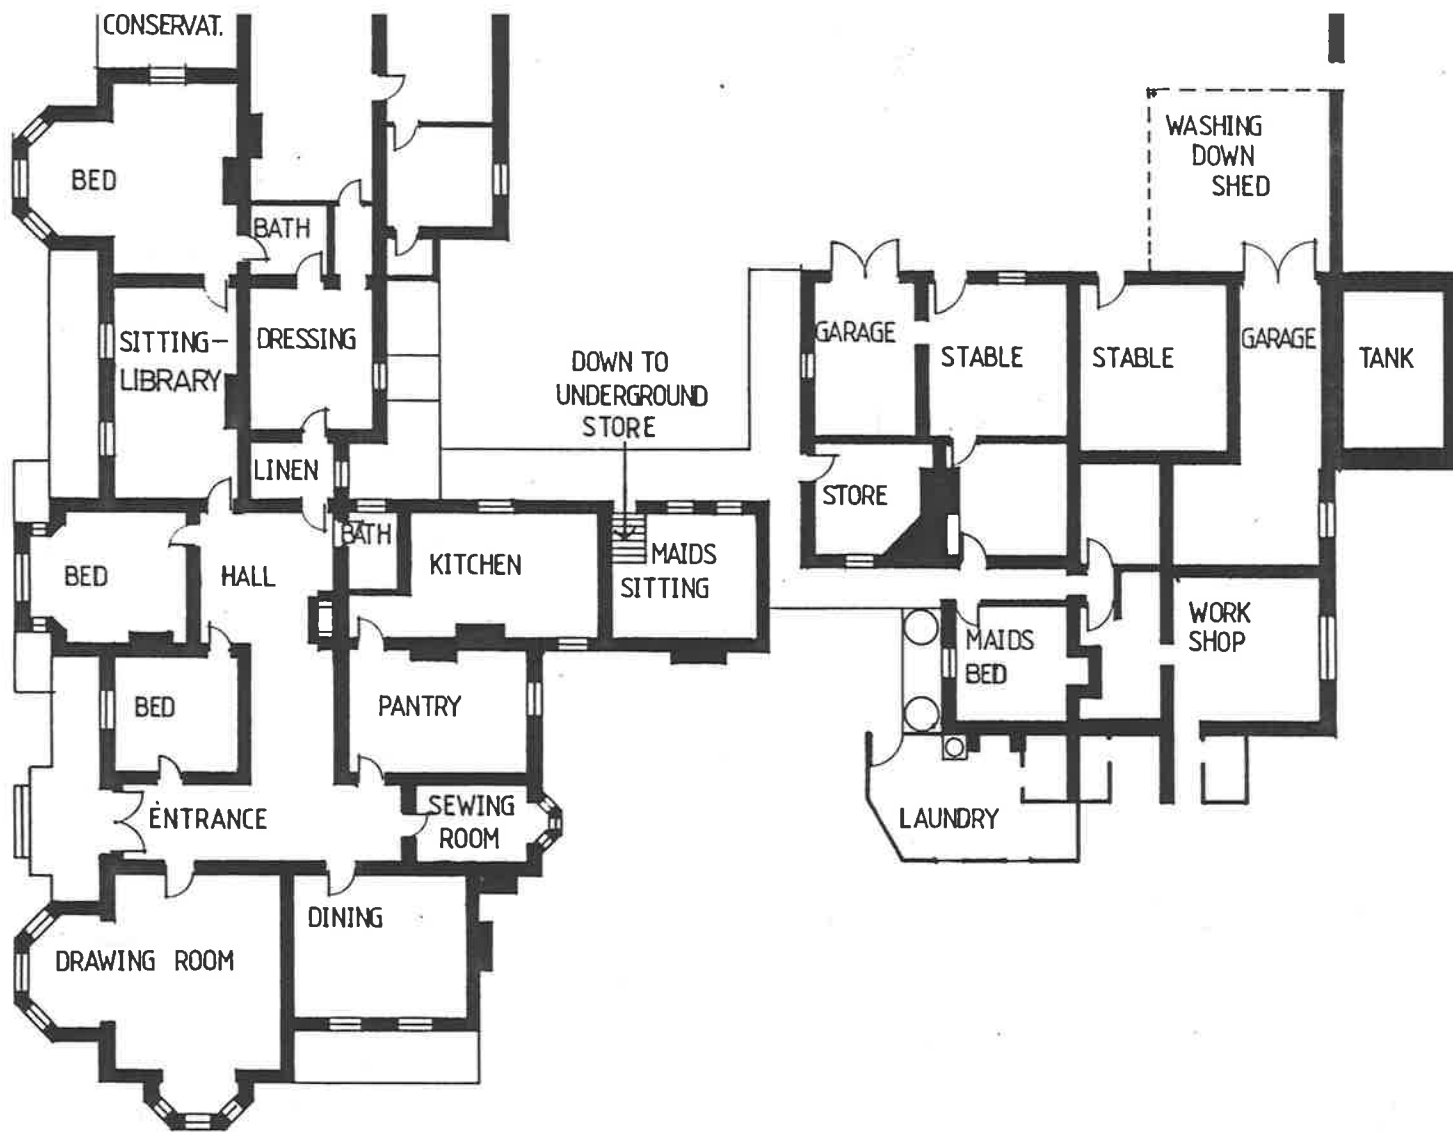 CONSERVAT.
BED
BATH
SITTING-
LIBRARY
DRESSING
LINEN
BED
HALL
BATH
KITCHEN
DOWN TO
UNDERGROUND
STORE
MAIDS
SITTING
BED
PANTRY
ENTRANCE
SEWING
ROOM
DRAWING ROOM
DINING
WASHING
DOWN
SHED
GARAGE
STABLE
STABLE
GARAGE
TANK
STORE
MAIDS
BED
WORK
SHOP
LAUNDRY